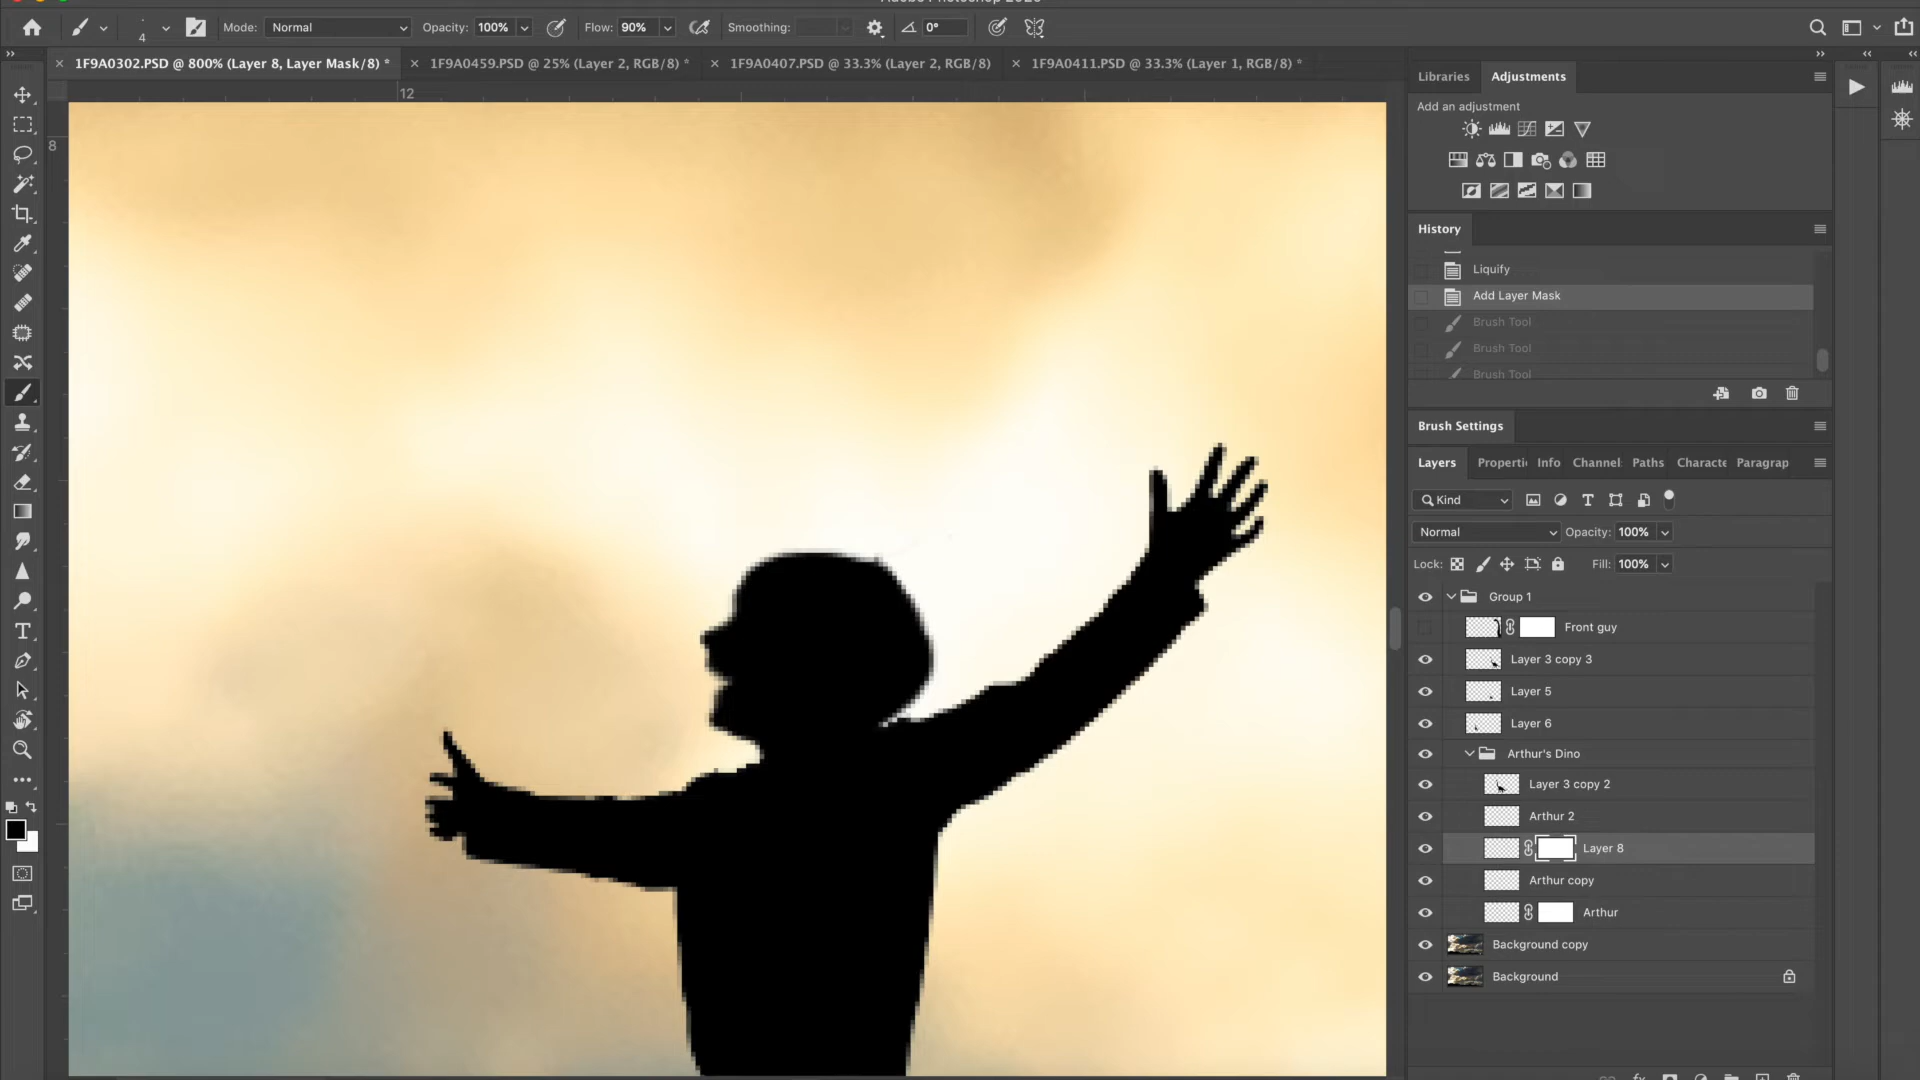 Mode: Normal Opacity: 100% Flow: 90% Smoothing: 0°
4
1F9A0302.PSD @ 800% (Layer 8, Layer Mask/8) * 1F9A0459.PSD @ 25% (Layer 2, RGB/8) * 1F9A0407.PSD @ 33.3% (Layer 2, RGB/8) 1F9A0411.PSD @ 33.3% (Layer 1, RGB/8) *
12
8
Libraries Adjustments
Add an adjustment
History
Liquify
Add Layer Mask
Brush Tool
Brush Tool
Brush Tool
Brush Settings
Layers Properti Info Channel Paths Characte Paragrap
Kind
Normal Opacity: 100%
Lock: Fill: 100%
Group 1
Front guy
Layer 3 copy 3
Layer 5
Layer 6
Arthur's Dino
Layer 3 copy 2
Arthur 2
Layer 8
Arthur copy
Arthur
Background copy
Background